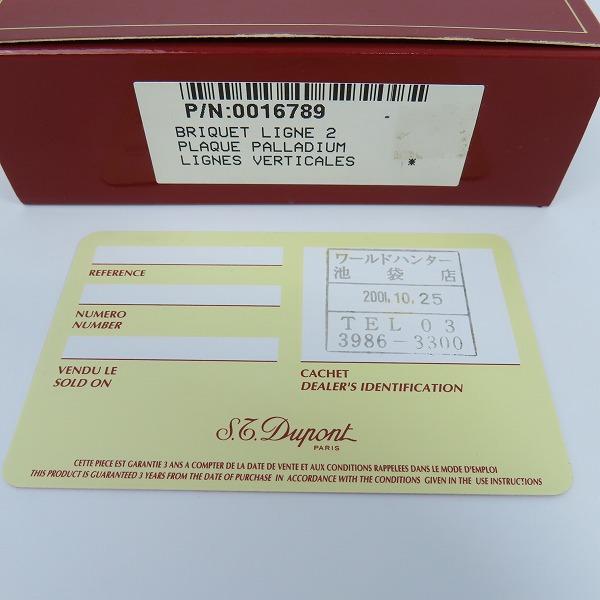 P/N:0016789
BRIQUET LIGNE 2
PLAQUE PALLADIUM
LIGNES VERTICALES *
REFERENCE
NUMERO
NUMBER
VENDU LE
SOLD ON
ワールドハンター
池袋店
2001.10.25
TEL 03
3986-3300
CACHET
DEALER'S IDENTIFICATION
S.T. Dupont
PARIS
CETTE PIECE EST GARANTIE 3 ANS A COMPTER DE LA DATE DE VENTE ET AUX CONDITIONS RAPPELEES DANS LE MODE D'EMPLOI
THIS PRODUCT IS GUARANTEED 3 YEARS FROM THE DATE OF PURCHASE IN ACCORDANCE WITH THE CONDITIONS GIVEN IN THE USE INSTRUCTIONS